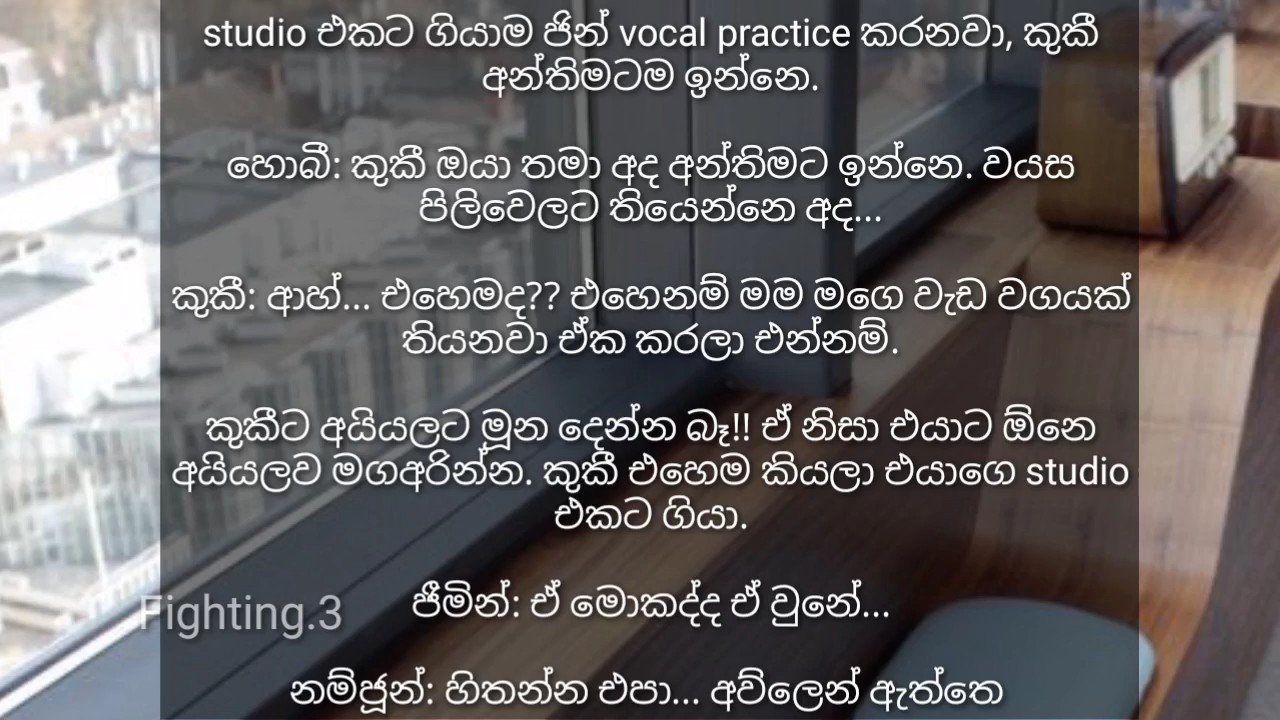 studio එකට ගියාම ජින් vocal practice කරනවා, කුකී
අන්තිමටම ඉන්නෙ.
හොබී: කුකී ඔයා තමා අද අන්තිමට ඉන්නෙ. වයස
පිලිවෙලට තියෙන්නෙ අද...
කුකී: ආහ්... එහෙමද?? එහෙනම් මම මගෙ වැඩ වගයක්
තියනවා ඒක කරලා එන්නම්.
කුකීට අයියලට මූන දෙන්න බෑ!! ඒ නිසා එයාට ඕනෙ
අයියලව මගඅරින්න. කුකී එහෙම කියලා එයාගෙ studio
එකට ගියා.
Fighting.3
ජීමින්: ඒ මොකද්ද ඒ වුනේ...
නම්ජූන්: හිතන්න එපා... අව්ලෙන් ඇත්තෙ